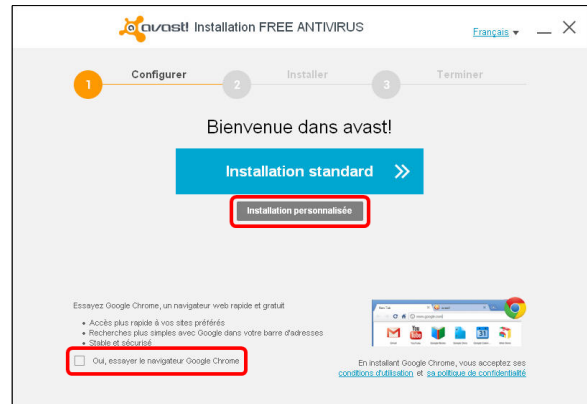 avast! Installation FREE ANTIVIRUS
Français
1 Configurer
2 Installer
3 Terminer
Bienvenue dans avast!
Installation standard
Installation personnalisée
Essayez Google Chrome, un navigateur web rapide et gratuit
• Accès plus rapide à vos sites préférés
• Recherches plus simples avec Google dans votre barre d'adresses
• Stable et sécurisé
Oui, essayer le navigateur Google Chrome
En installant Google Chrome, vous acceptez ses
conditions d'utilisation et sa politique de confidentialité